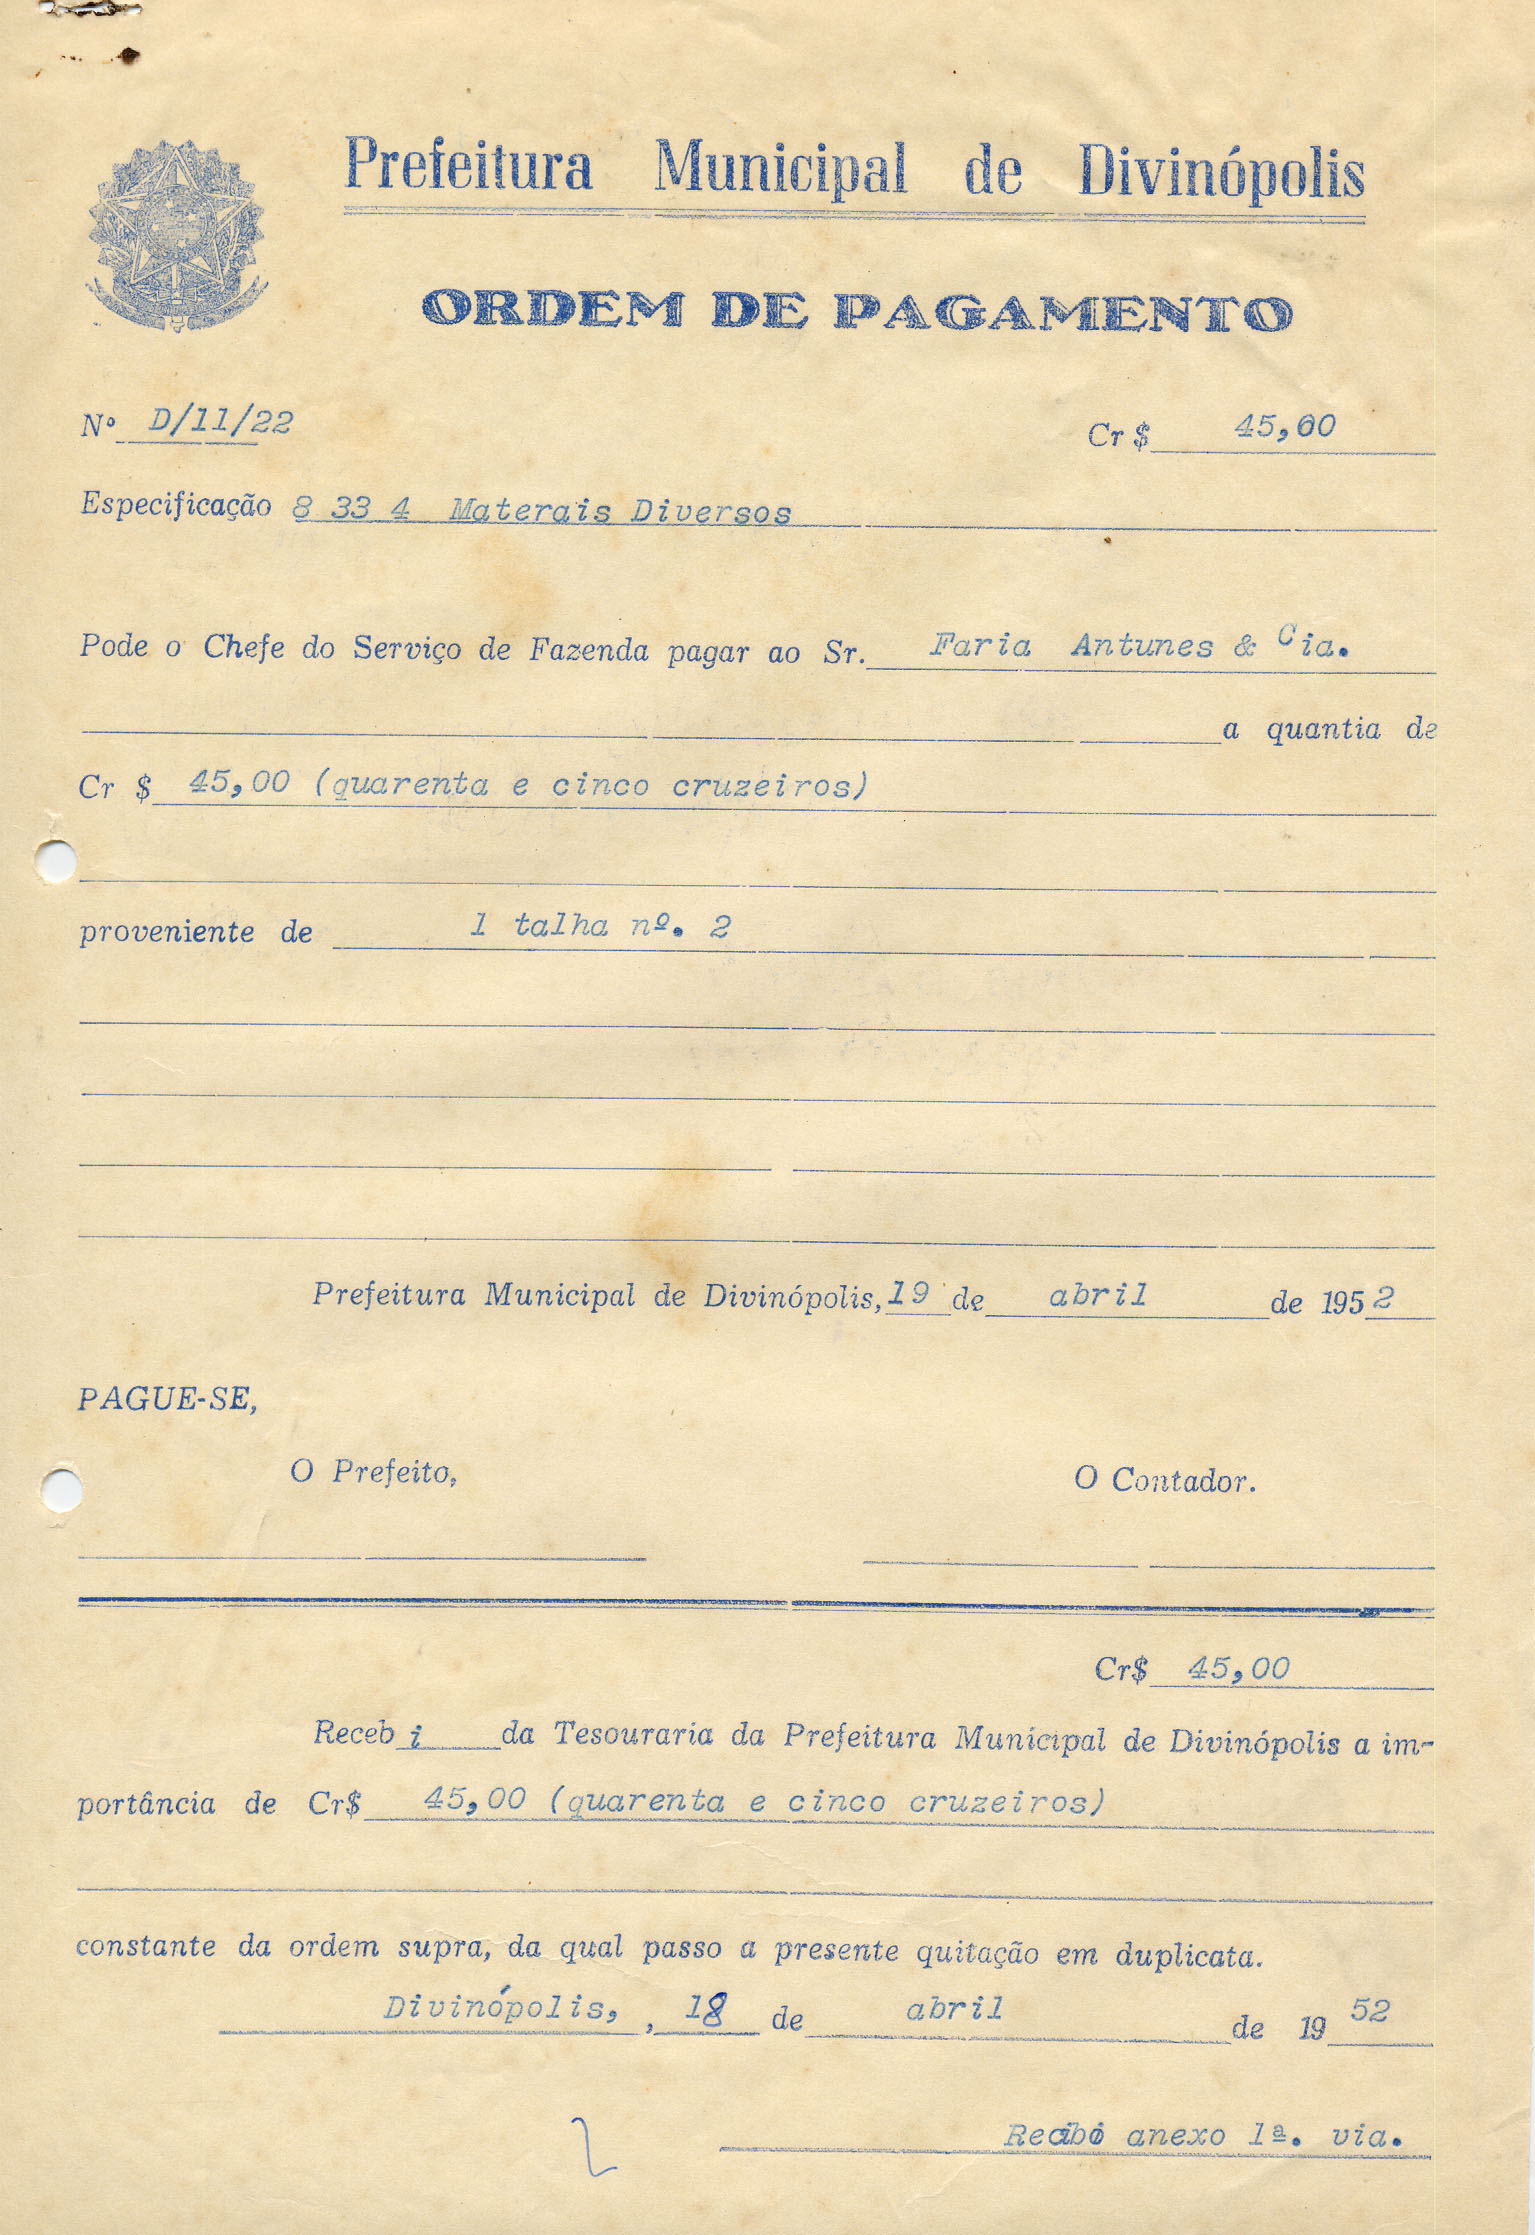 Prefeitura Municipal de Divinópolis
ORDEM DE PAGAMENTO
Nº D/11/22 Cr $ 45,00
Especificação 8 33 4 Materais Diversos
Pode o Chefe do Serviço de Fazenda pagar ao Sr. Faria Antunes & Cia.
a quantia de
Cr $ 45,00 (quarenta e cinco cruzeiros)
proveniente de 1 talha nº. 2
Prefeitura Municipal de Divinópolis, 19 de abril de 1952
PAGUE-SE,
O Prefeito, O Contador.
Cr$ 45,00
Receb i da Tesouraria da Prefeitura Municipal de Divinópolis a im-
portância de Cr$ 45,00 (quarenta e cinco cruzeiros)
constante da ordem supra, da qual passo a presente quitação em duplicata.
Divinópolis, , 18 de abril de 19 52
Recibo anexo 1ª. via.